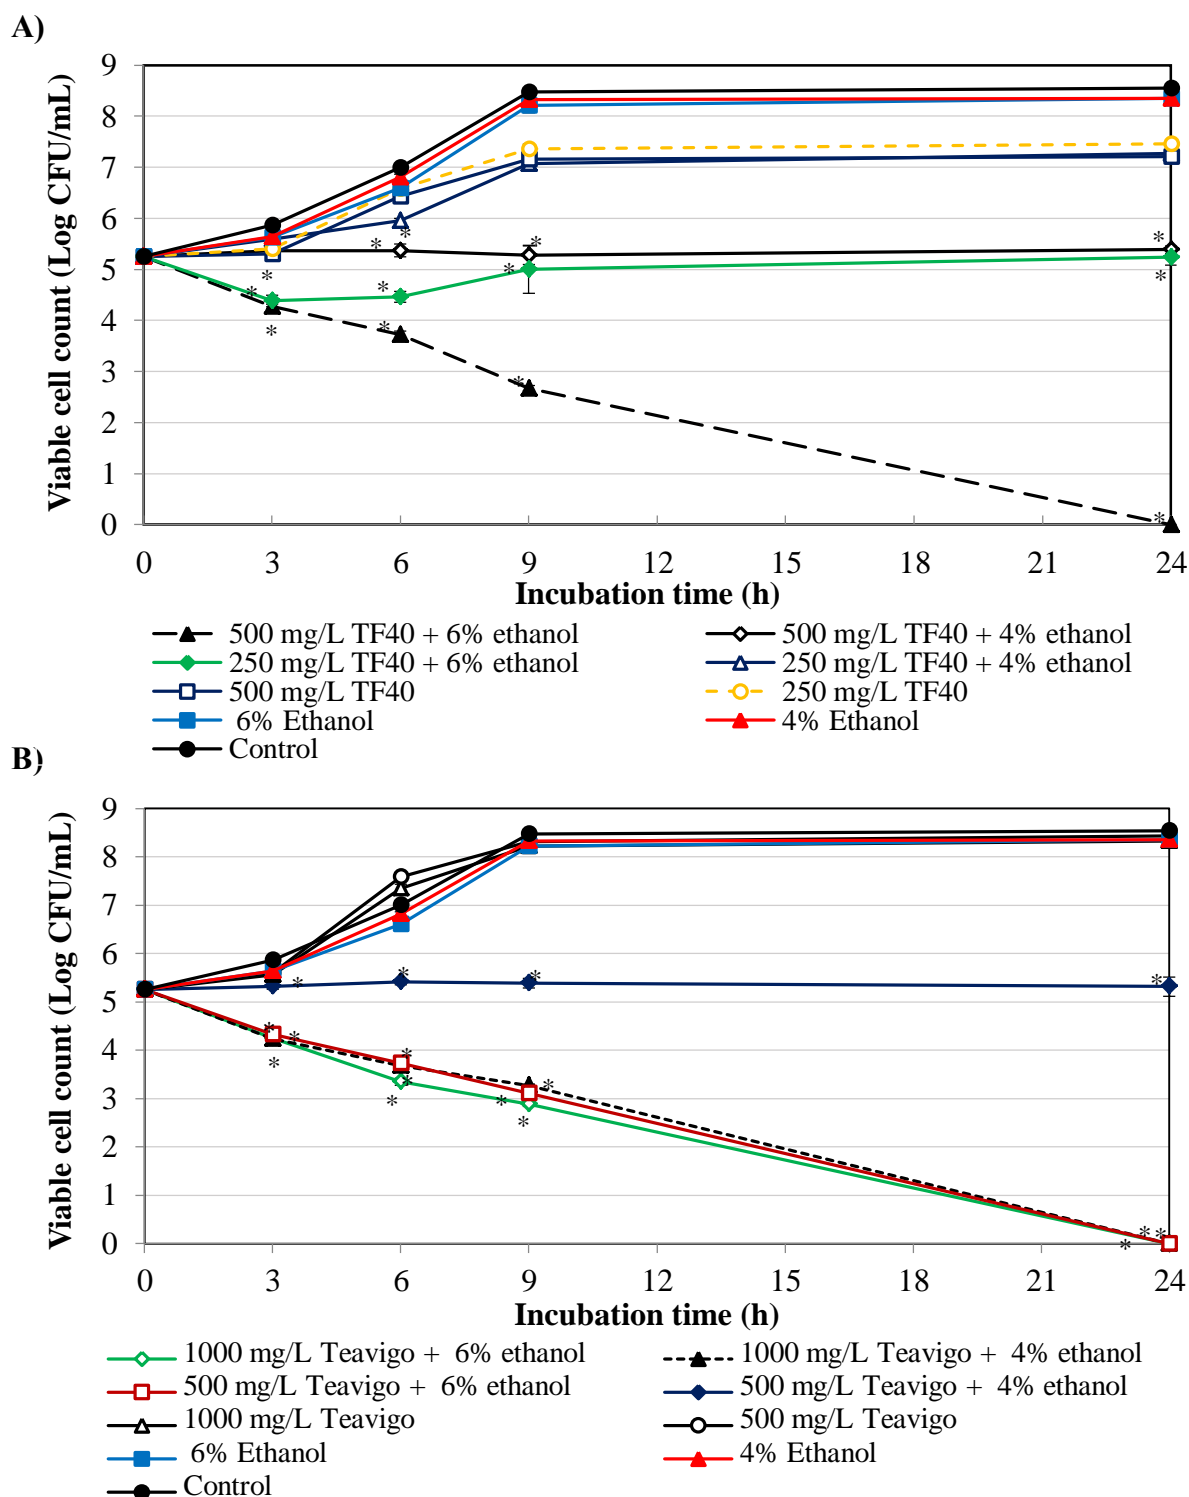 A)
9
8
7
6
5
4
3
2
1
0
Viable cell count (Log CFU/mL)
* *
* * * *
* * * *
* *
*
*
*
0 3 6 9 12 15 18 21 24
Incubation time (h)
500 mg/L TF40 + 6% ethanol 500 mg/L TF40 + 4% ethanol
250 mg/L TF40 + 6% ethanol 250 mg/L TF40 + 4% ethanol
500 mg/L TF40 250 mg/L TF40
6% Ethanol 4% Ethanol
Control
B)
9
8
7
6
5
4
3
2
1
0
Viable cell count (Log CFU/mL)
* * * *
* * *
* * *
* * *
*
* * *
0 3 6 9 12 15 18 21 24
Incubation time (h)
1000 mg/L Teavigo + 6% ethanol 1000 mg/L Teavigo + 4% ethanol
500 mg/L Teavigo + 6% ethanol 500 mg/L Teavigo + 4% ethanol
1000 mg/L Teavigo 500 mg/L Teavigo
6% Ethanol 4% Ethanol
Control